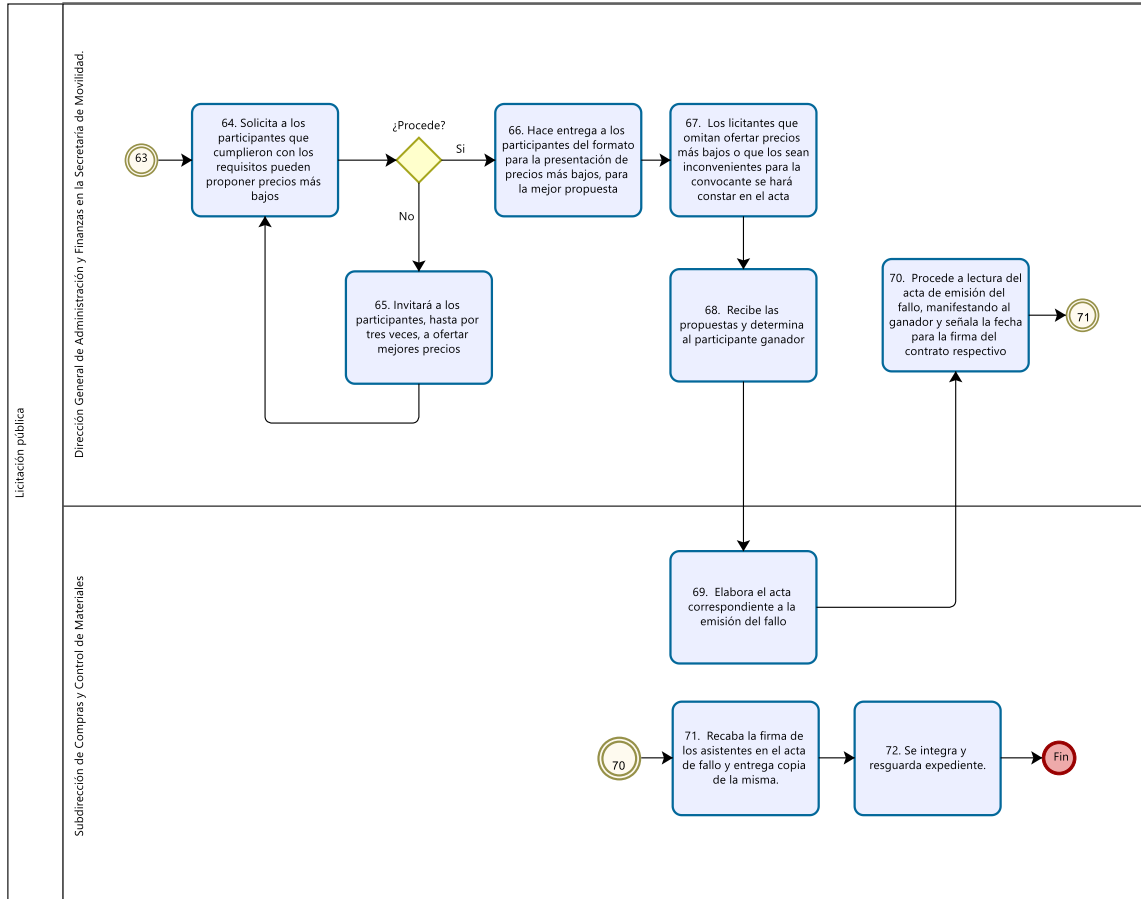 Licitación pública
Dirección General de Administración y Finanzas en la Secretaría de Movilidad.
63
64. Solicita a los
participantes que
cumplieron con los
requisitos pueden
proponer precios más
bajos
¿Procede?
Si
No
65. Invitará a los
participantes, hasta por
tres veces, a ofertar
mejores precios
66. Hace entrega a los
participantes del formato
para la presentación de
precios más bajos, para
la mejor propuesta
67. Los licitantes que
omitan ofertar precios
más bajos o que los sean
inconvenientes para la
convocante se hará
constar en el acta
68. Recibe las
propuestas y determina
al participante ganador
70. Procede a lectura del
acta de emisión del
fallo, manifestando al
ganador y señala la fecha
para la firma del
contrato respectivo
71
Subdirección de Compras y Control de Materiales
69. Elabora el acta
correspondiente a la
emisión del fallo
70
71. Recaba la firma de
los asistentes en el acta
de fallo y entrega copia
de la misma.
72. Se integra y
resguarda expediente.
Fin